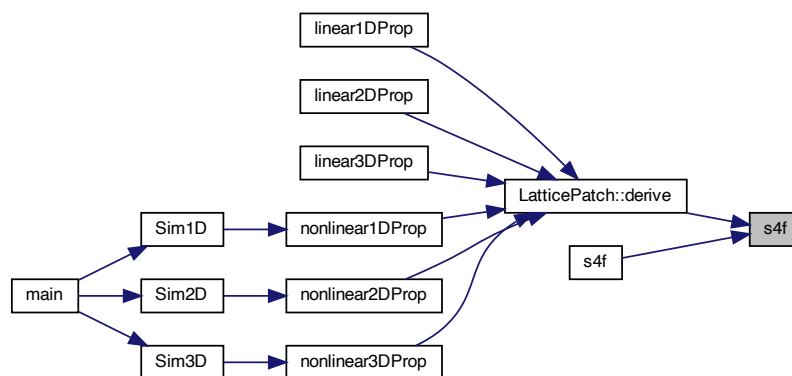 linear1DProp
linear2DProp
linear3DProp
LatticePatch::derive
Sim1D
nonlinear1DProp
s4f
s4f
main
Sim2D
nonlinear2DProp
Sim3D
nonlinear3DProp